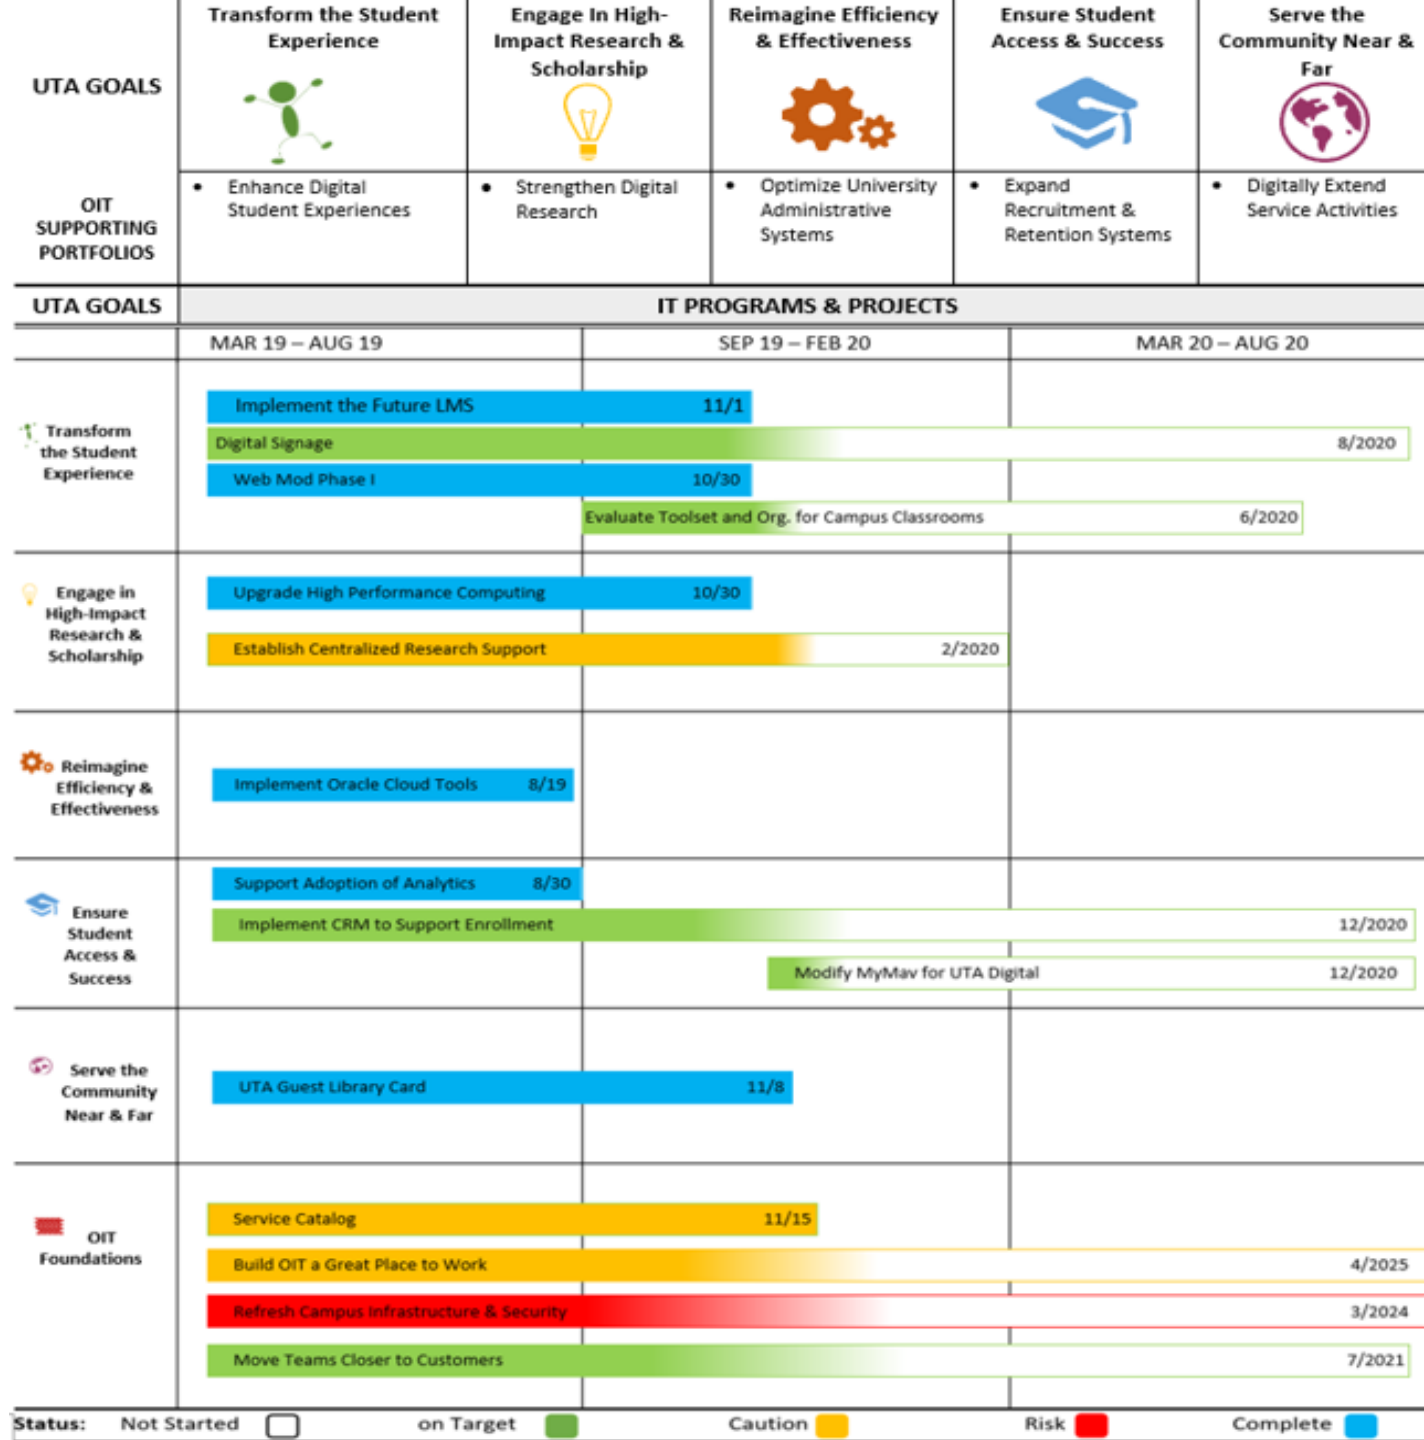 UTA GOALS
Transform the Student
Experience
Engage In High-
Impact Research &
Scholarship
Reimagine Efficiency
& Effectiveness
Ensure Student
Access & Success
Serve the
Community Near &
Far
OIT
SUPPORTING
PORTFOLIOS
• Enhance Digital
Student Experiences
• Strengthen Digital
Research
• Optimize University
Administrative
Systems
• Expand
Recruitment &
Retention Systems
• Digitally Extend
Service Activities
UTA GOALS
IT PROGRAMS & PROJECTS
MAR 19 – AUG 19
SEP 19 – FEB 20
MAR 20 – AUG 20
Transform
the Student
Experience
Implement the Future LMS 11/1
Digital Signage 8/2020
Web Mod Phase I 10/30
Evaluate Toolset and Org. for Campus Classrooms 6/2020
Engage in
High-Impact
Research &
Scholarship
Upgrade High Performance Computing 10/30
Establish Centralized Research Support 2/2020
Reimagine
Efficiency &
Effectiveness
Implement Oracle Cloud Tools 8/19
Ensure
Student
Access &
Success
Support Adoption of Analytics 8/30
Implement CRM to Support Enrollment 12/2020
Modify MyMav for UTA Digital 12/2020
Serve the
Community
Near & Far
UTA Guest Library Card 11/8
OIT
Foundations
Service Catalog 11/15
Build OIT a Great Place to Work 4/2025
Refresh Campus Infrastructure & Security 3/2024
Move Teams Closer to Customers 7/2021
Status: Not Started on Target Caution Risk Complete